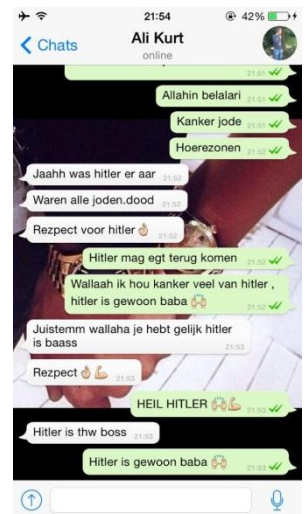 21:54
42%
Chats
Ali Kurt
online
21:51
Allahin belalari 21:51
Kanker jode 21:51
Hoerezonen 21:52
Jaahh was hitler er aar 21:52
Waren alle joden.dood 21:52
Rezpect voor hitler👌 21:52
Hitler mag egt terug komen 21:52
Wallaah ik hou kanker veel van hitler ,
hitler is gewoon baba 🙌 21:52
Juistemm wallaha je hebt gelijk hitler
is baass 21:53
Rezpect👌💪 21:53
HEIL HITLER 🙌💪 21:53
Hitler is thw boss 21:53
Hitler is gewoon baba 🙌 21:53